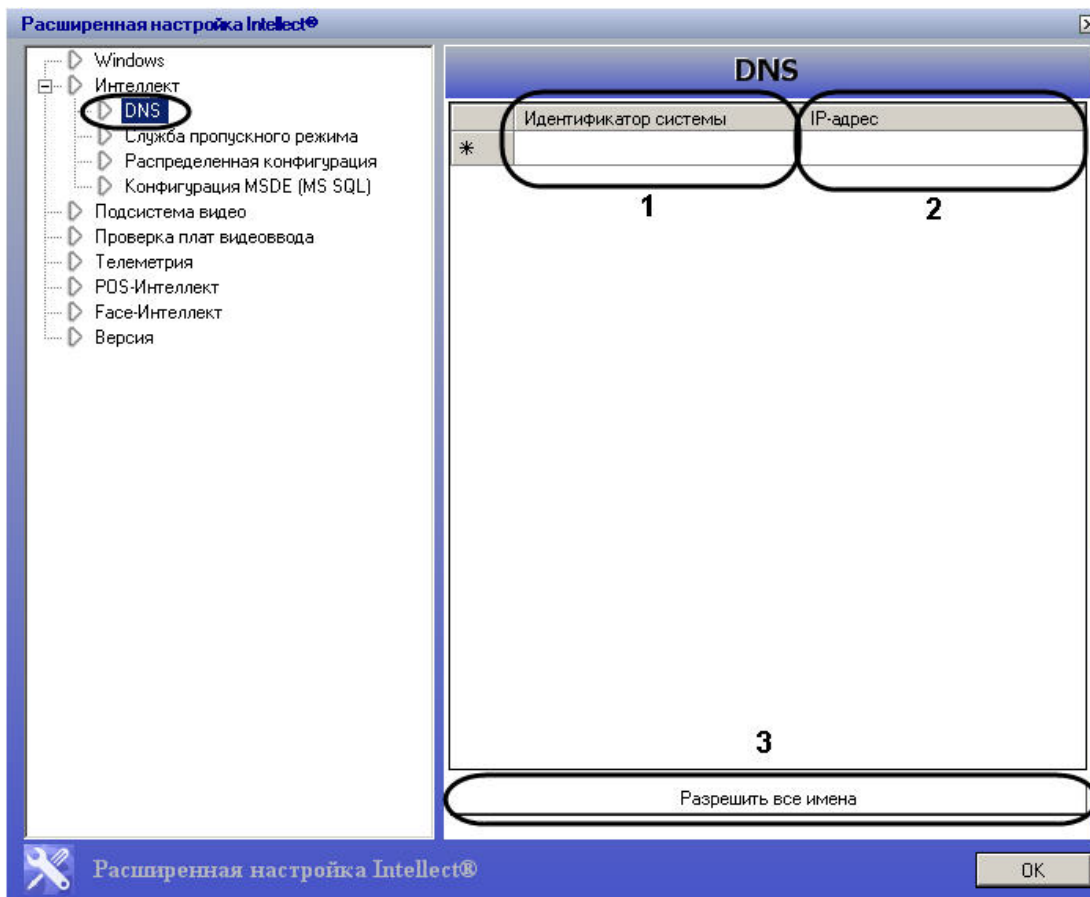 Расширенная настройка Intellect®
Windows
Интеллект
DNS
Служба пропускного режима
Распределенная конфигурация
Конфигурация MSDE (MS SQL)
Подсистема видео
Проверка плат видеоввода
Телеметрия
POS-Интеллект
Face-Интеллект
Версия
DNS
Идентификатор системы IP-адрес
*
1 2
3
Разрешить все имена
Расширенная настройка Intellect®
OK